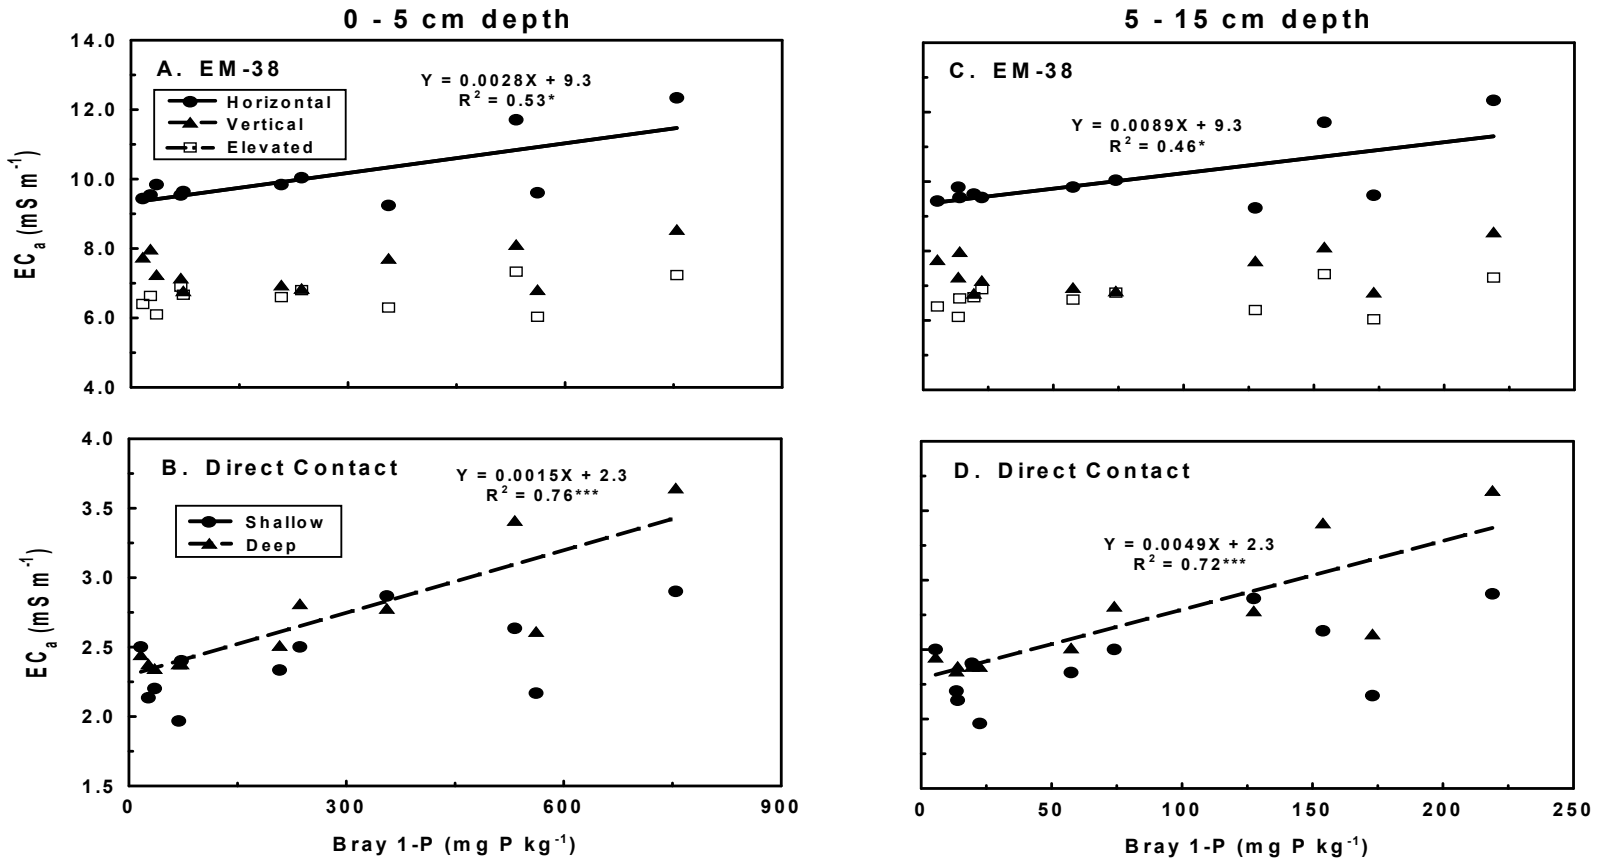 0 - 5 cm depth
5 - 15 cm depth
14.0
12.0
10.0
8.0
6.0
4.0
ECa (mS m-1)
A. EM-38
Horizontal
Vertical
Elevated
Y = 0.0028X + 9.3
R2 = 0.53*
C. EM-38
Y = 0.0089X + 9.3
R2 = 0.46*
4.0
3.5
3.0
2.5
2.0
1.5
ECa (mS m-1)
B. Direct Contact
Shallow
Deep
Y = 0.0015X + 2.3
R2 = 0.76***
D. Direct Contact
Y = 0.0049X + 2.3
R2 = 0.72***
0 300 600 900
Bray 1-P (mg P kg-1)
0 50 100 150 200 250
Bray 1-P (mg P kg-1)